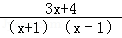 3x+4
(x+1) (x－1)